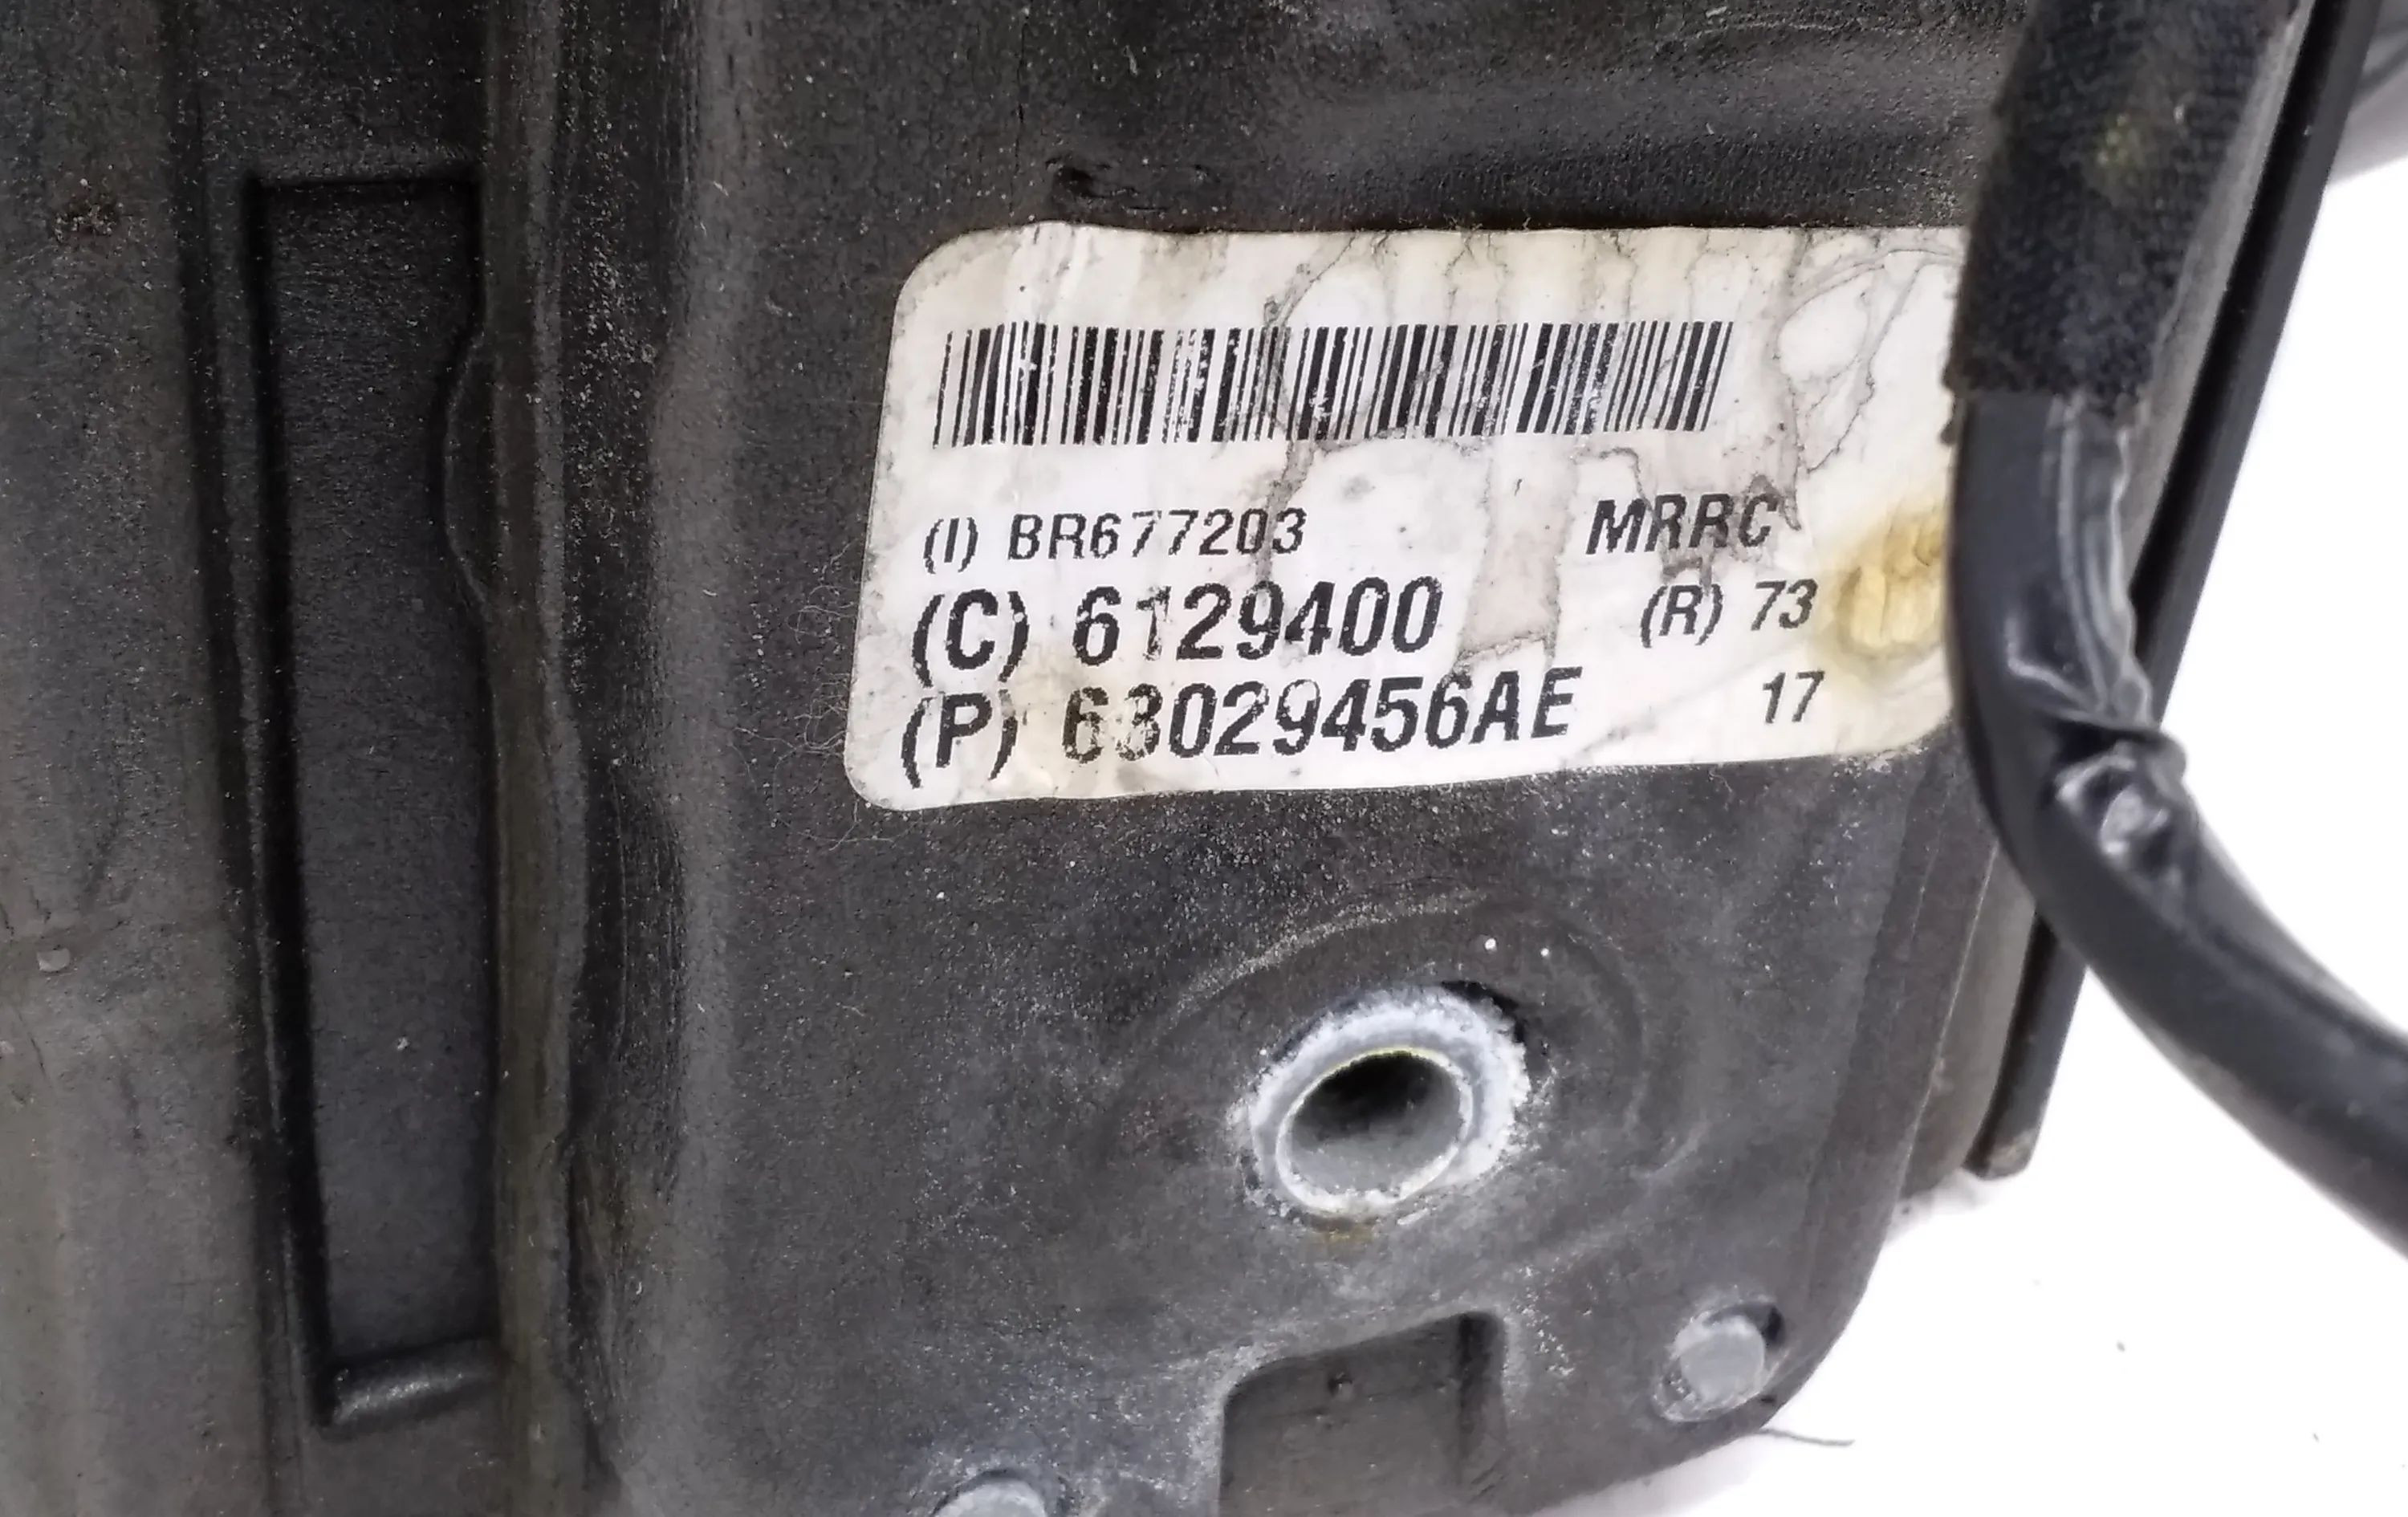 (I) BR677203 MRRC
(C) 6129400 (R) 73
(P) 68029456AE 17